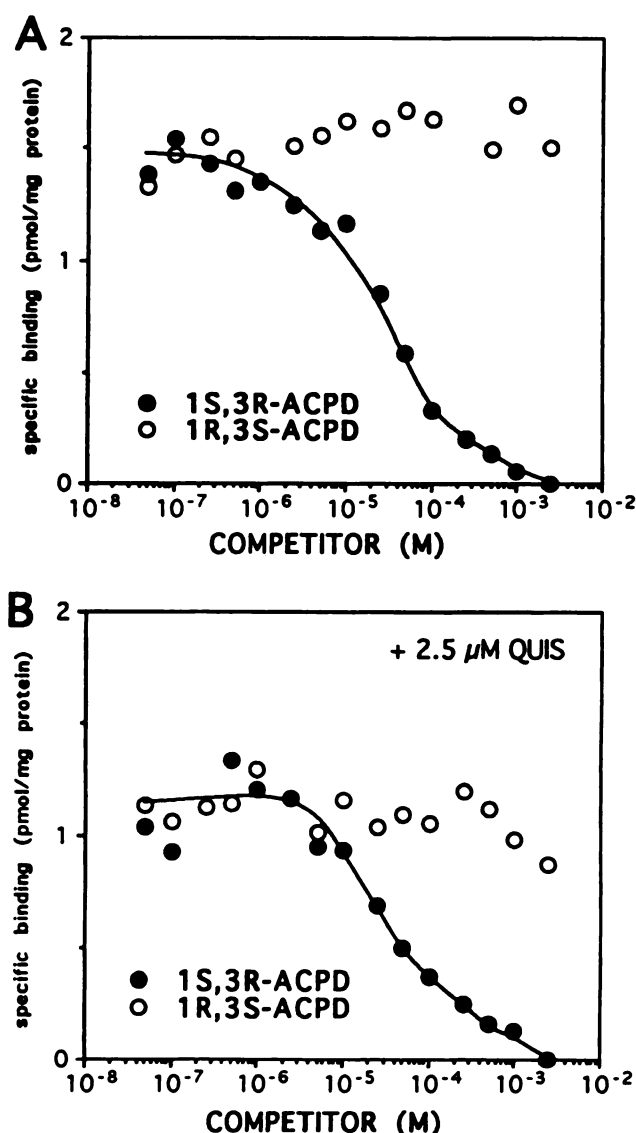 A
2
1
0
specific binding (pmol/mg protein)
● 1S,3R-ACPD
○ 1R,3S-ACPD
10-8 10-7 10-6 10-5 10-4 10-3 10-2
COMPETITOR (M)
B
2
+ 2.5 µM QUIS
1
0
specific binding (pmol/mg protein)
● 1S,3R-ACPD
○ 1R,3S-ACPD
10-8 10-7 10-6 10-5 10-4 10-3 10-2
COMPETITOR (M)